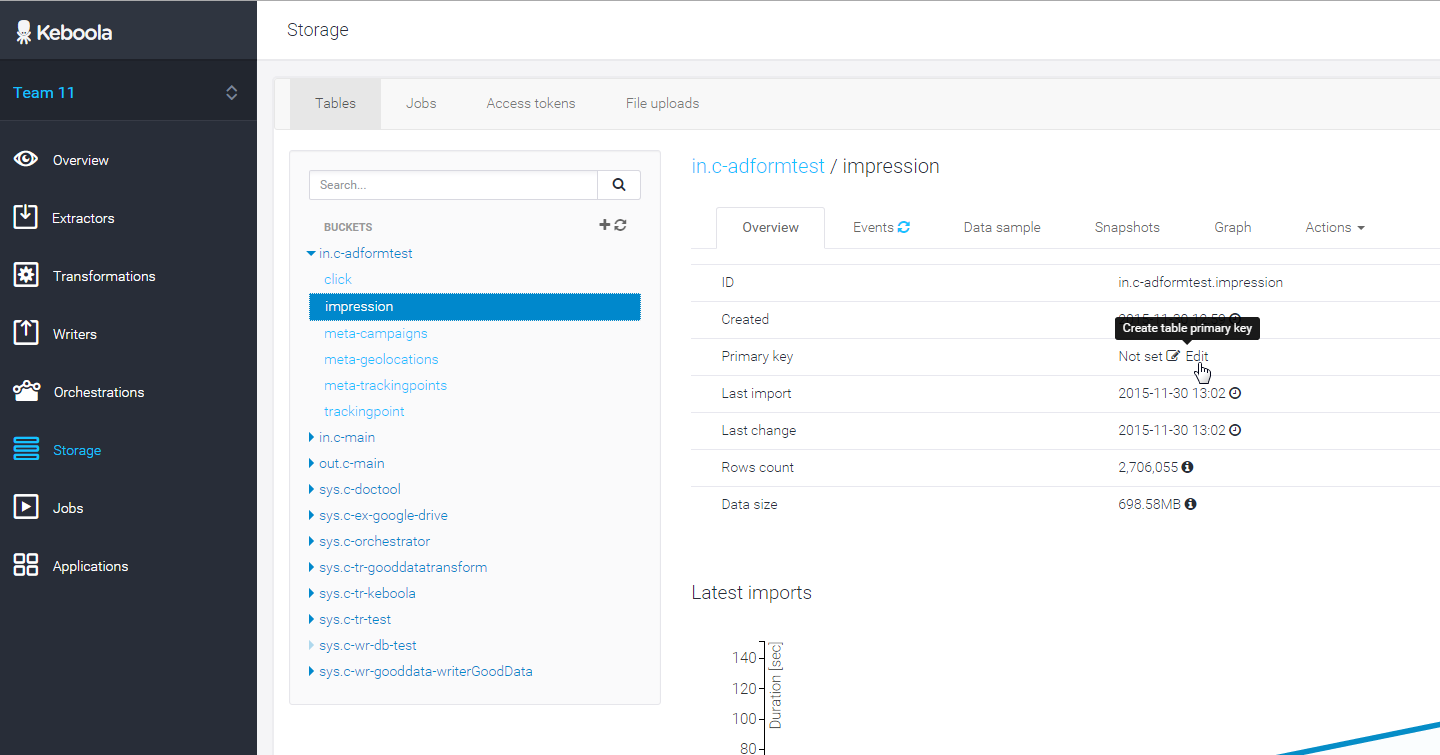 Keboola
Storage
Team 11
Overview
Extractors
Transformations
Writers
Orchestrations
Storage
Jobs
Applications
Tables Jobs Access tokens File uploads
Search...
BUCKETS
in.c-adformtest
click
impression
meta-campaigns
meta-geolocations
meta-trackingpoints
trackingpoint
in.c-main
out.c-main
sys.c-doctool
sys.c-ex-google-drive
sys.c-orchestrator
sys.c-tr-gooddatatransform
sys.c-tr-keboola
sys.c-tr-test
sys.c-wr-db-test
sys.c-wr-gooddata-writerGoodData
in.c-adformtest / impression
Overview Events Data sample Snapshots Graph Actions
ID in.c-adformtest.impression
Created
Create table primary key
Primary key Not set Edit
Last import 2015-11-30 13:02
Last change 2015-11-30 13:02
Rows count 2,706,055
Data size 698.58MB
Latest imports
Duration [sec]
140
120
100
80